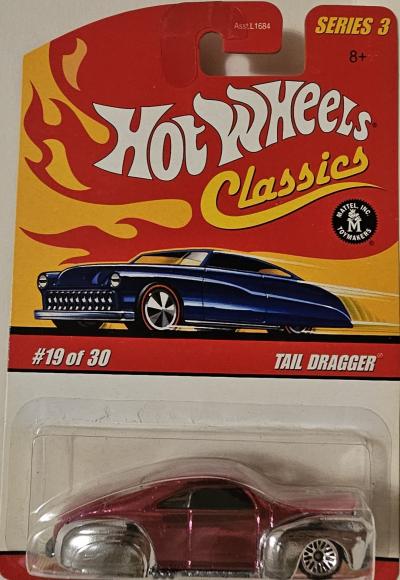 Asst.L1684
SERIES 3
8+
HOT WHEELS®
Classics
MATTEL, INC.
M
TOYMAKERS
#19 of 30
TAIL DRAGGER®